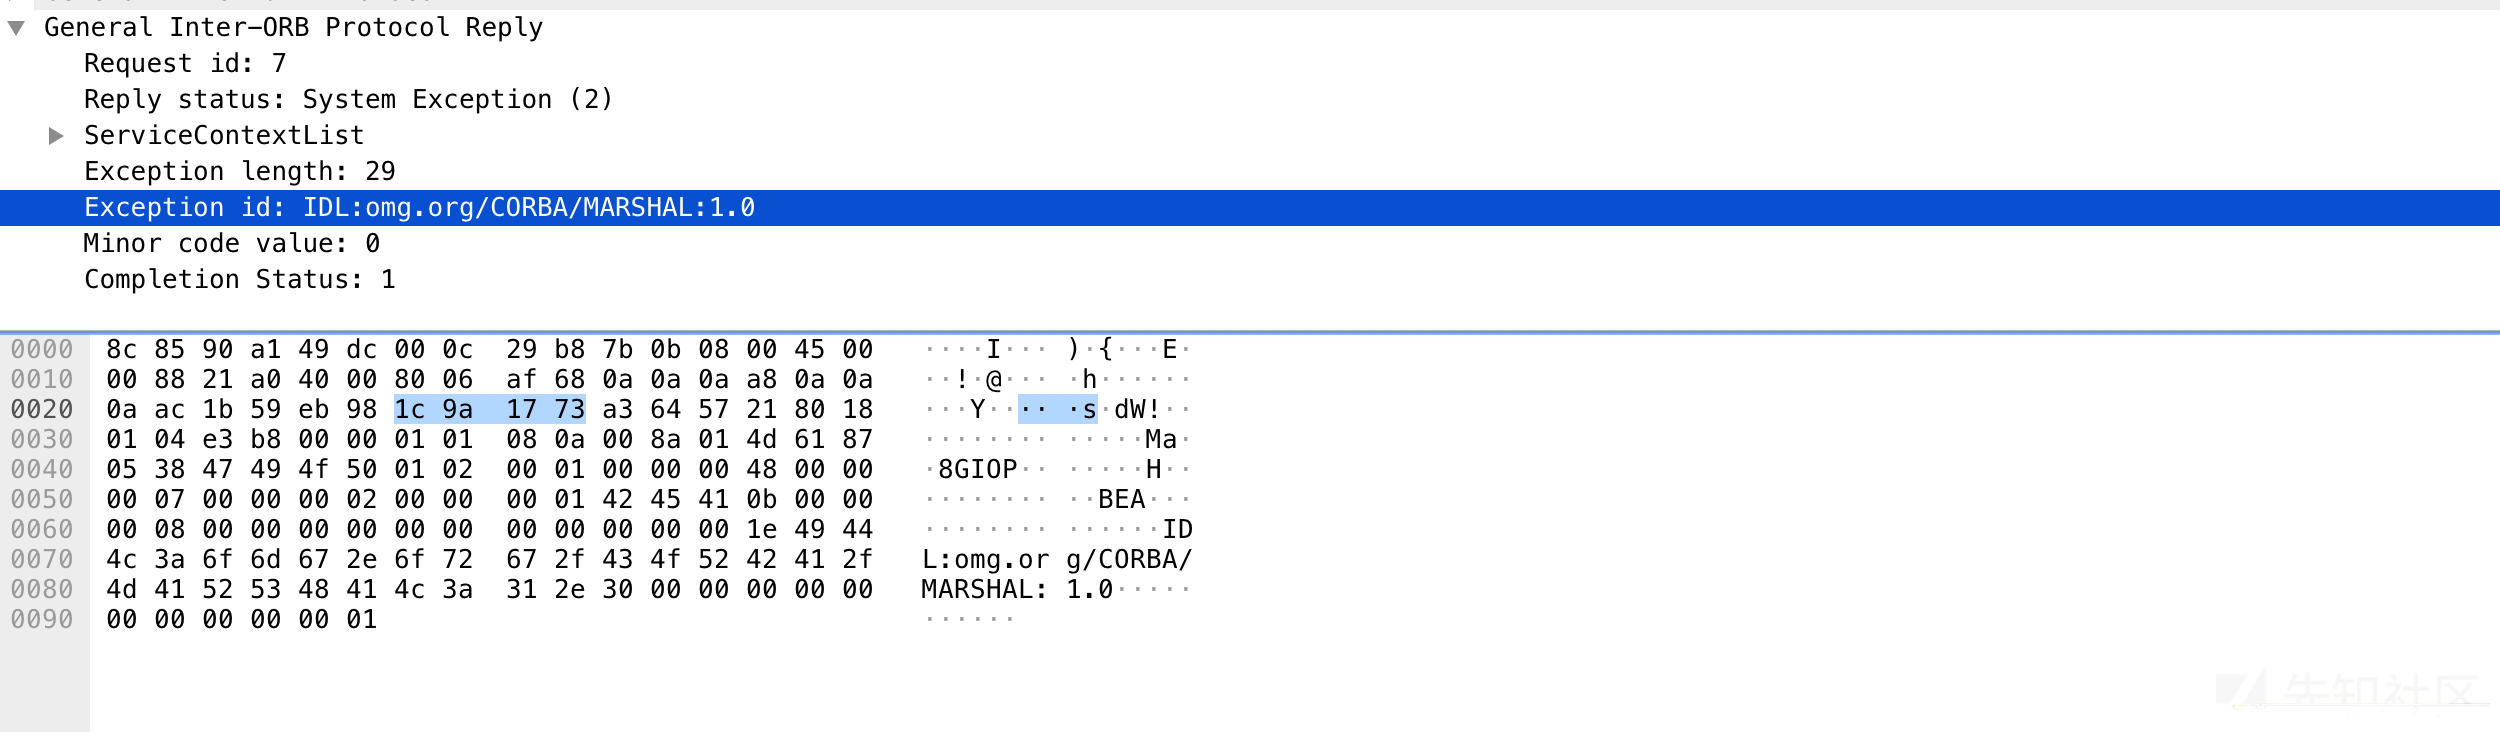 General Inter-ORB Protocol Reply
Request id: 7
Reply status: System Exception (2)
ServiceContextList
Exception length: 29
Exception id: IDL:omg.org/CORBA/MARSHAL:1.0
Minor code value: 0
Completion Status: 1
0000 8c 85 90 a1 49 dc 00 0c 29 b8 7b 0b 08 00 45 00 ····I··· )·{···E·
0010 00 88 21 a0 40 00 80 06 af 68 0a 0a 0a a8 0a 0a ··!·@··· ·h······
0020 0a ac 1b 59 eb 98 1c 9a 17 73 a3 64 57 21 80 18 ···Y···· ·s·dW!··
0030 01 04 e3 b8 00 00 01 01 08 0a 00 8a 01 4d 61 87 ········ ·····Ma·
0040 05 38 47 49 4f 50 01 02 00 01 00 00 00 48 00 00 ·8GIOP·· ·····H··
0050 00 07 00 00 00 02 00 00 00 01 42 45 41 0b 00 00 ········ ··BEA···
0060 00 08 00 00 00 00 00 00 00 00 00 00 00 1e 49 44 ········ ······ID
0070 4c 3a 6f 6d 67 2e 6f 72 67 2f 43 4f 52 42 41 2f L:omg.or g/CORBA/
0080 4d 41 52 53 48 41 4c 3a 31 2e 30 00 00 00 00 00 MARSHAL: 1.0·····
0090 00 00 00 00 00 01 ······
先知社区